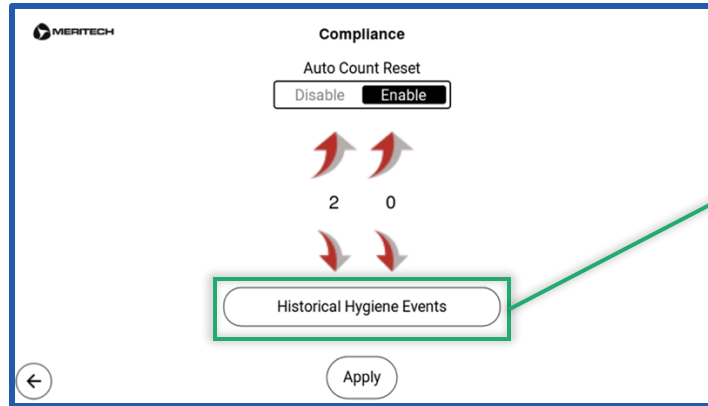 MERITECH
Compliance
Auto Count Reset
Disable Enable
2 0
Historical Hygiene Events
Apply